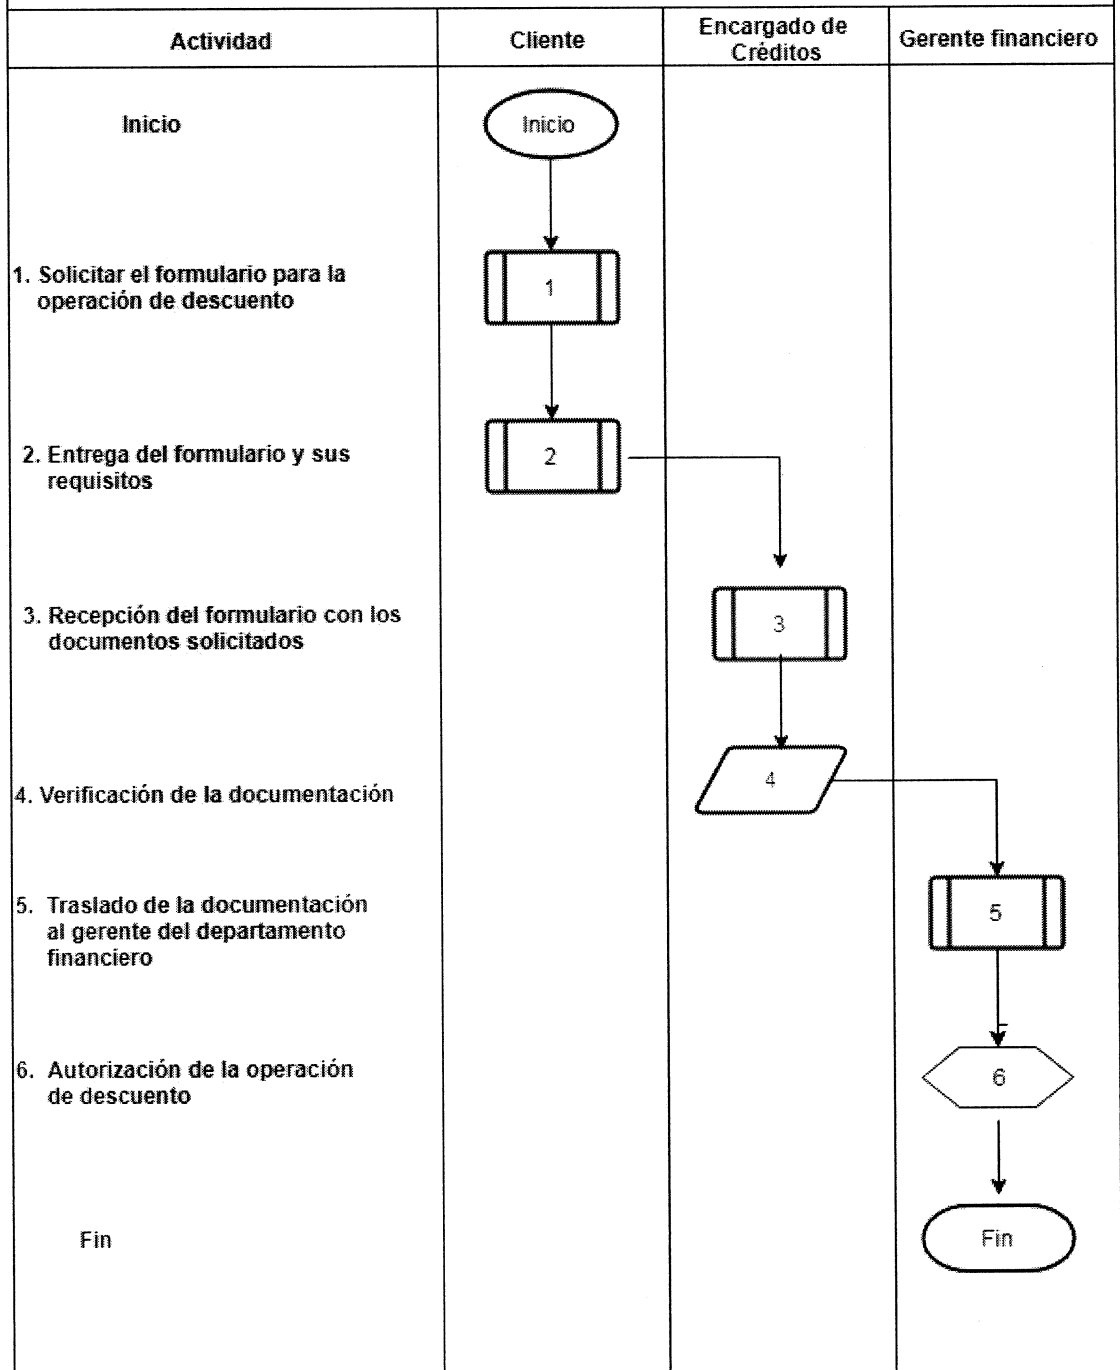 Actividad
Cliente
Encargado de
Créditos
Gerente financiero
Inicio
Inicio
1. Solicitar el formulario para la
operación de descuento
1
2. Entrega del formulario y sus
requisitos
2
3. Recepción del formulario con los
documentos solicitados
3
4. Verificación de la documentación
4
5. Traslado de la documentación
al gerente del departamento
financiero
5
6. Autorización de la operación
de descuento
6
Fin
Fin